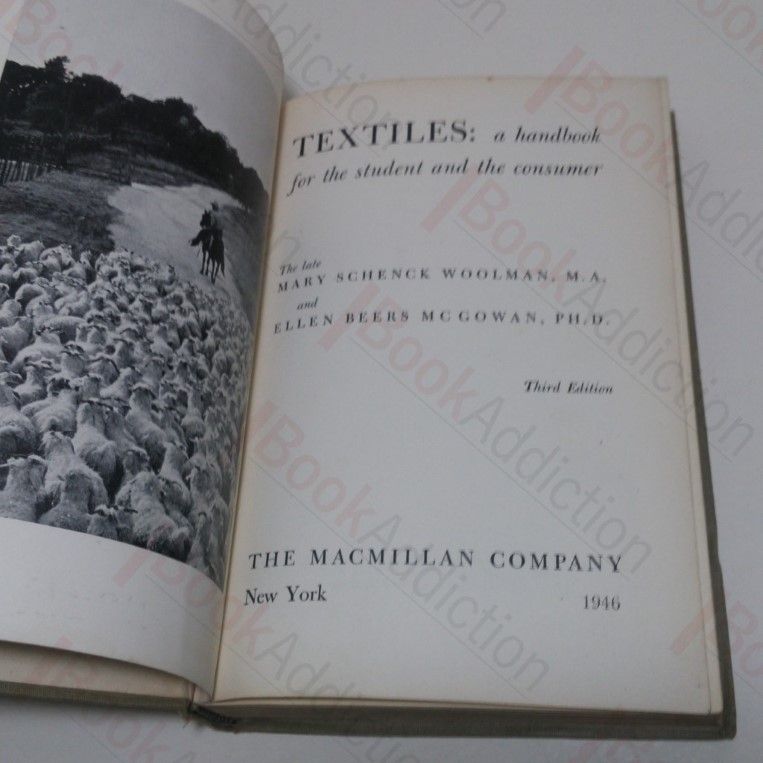 TEXTILES: a handbook
for the student and the consumer
The late
MARY SCHENCK WOOLMAN, M.A.
and
ELLEN BEERS MCGOWAN, PH.D.
Third Edition
THE MACMILLAN COMPANY
New York 1946
BookAddiction